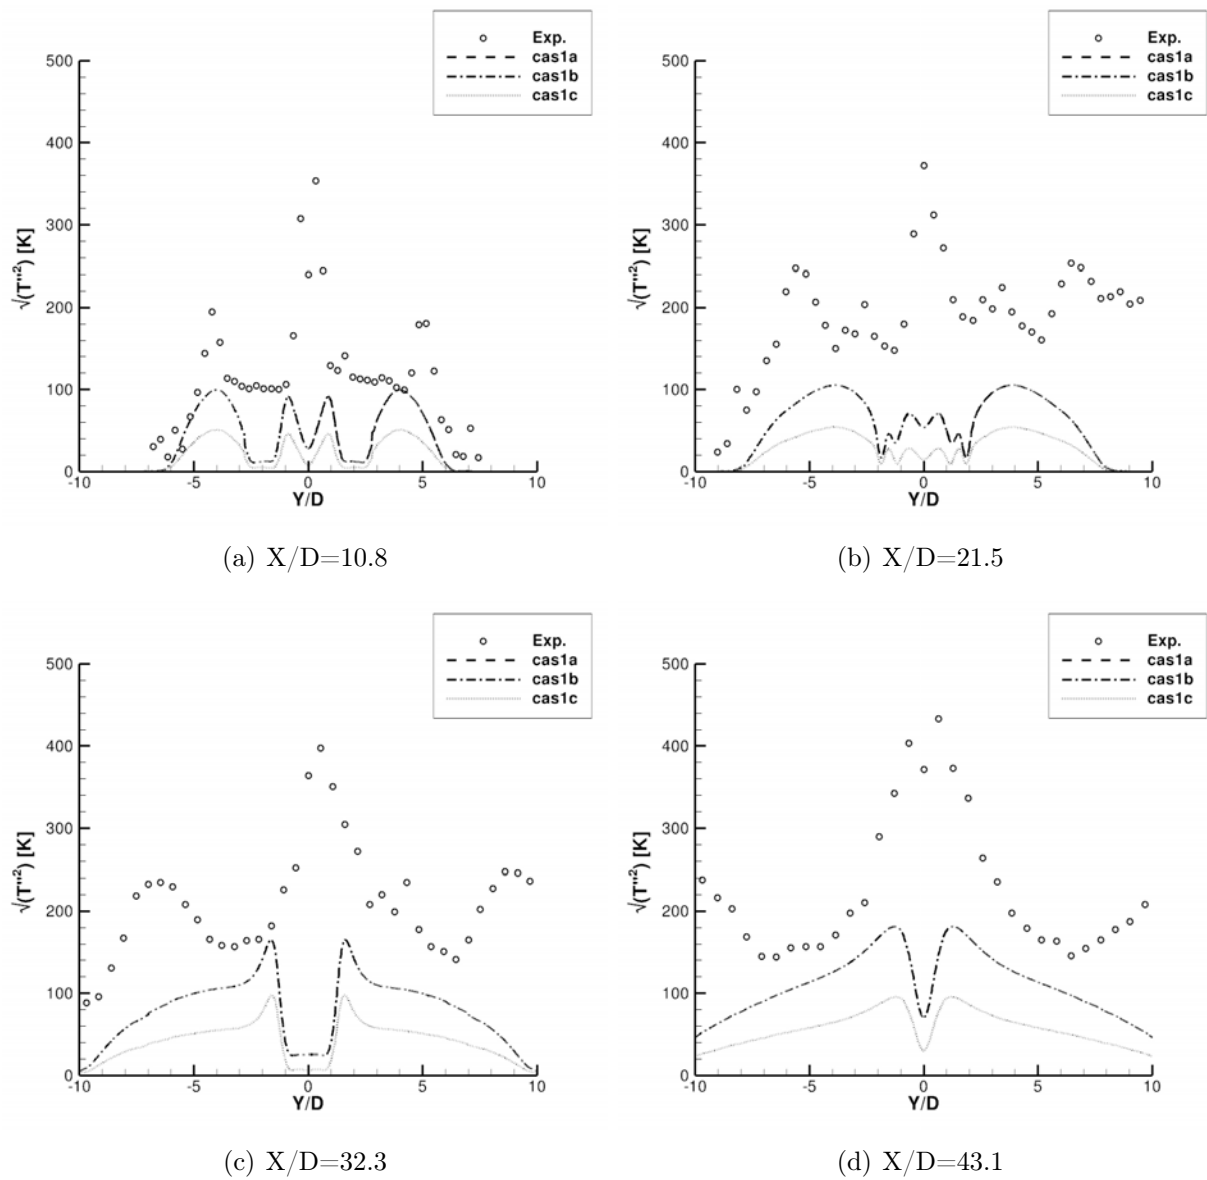 Exp.
cas1a
cas1b
cas1c
500
400
300
200
100
0
√(T''²) [K]
-10
-5
0
5
10
Y/D
(a) X/D=10.8
Exp.
cas1a
cas1b
cas1c
500
400
300
200
100
0
√(T''²) [K]
-10
-5
0
5
10
Y/D
(b) X/D=21.5
Exp.
cas1a
cas1b
cas1c
500
400
300
200
100
0
√(T''²) [K]
-10
-5
0
5
10
Y/D
(c) X/D=32.3
Exp.
cas1a
cas1b
cas1c
500
400
300
200
100
0
√(T''²) [K]
-10
-5
0
5
10
Y/D
(d) X/D=43.1